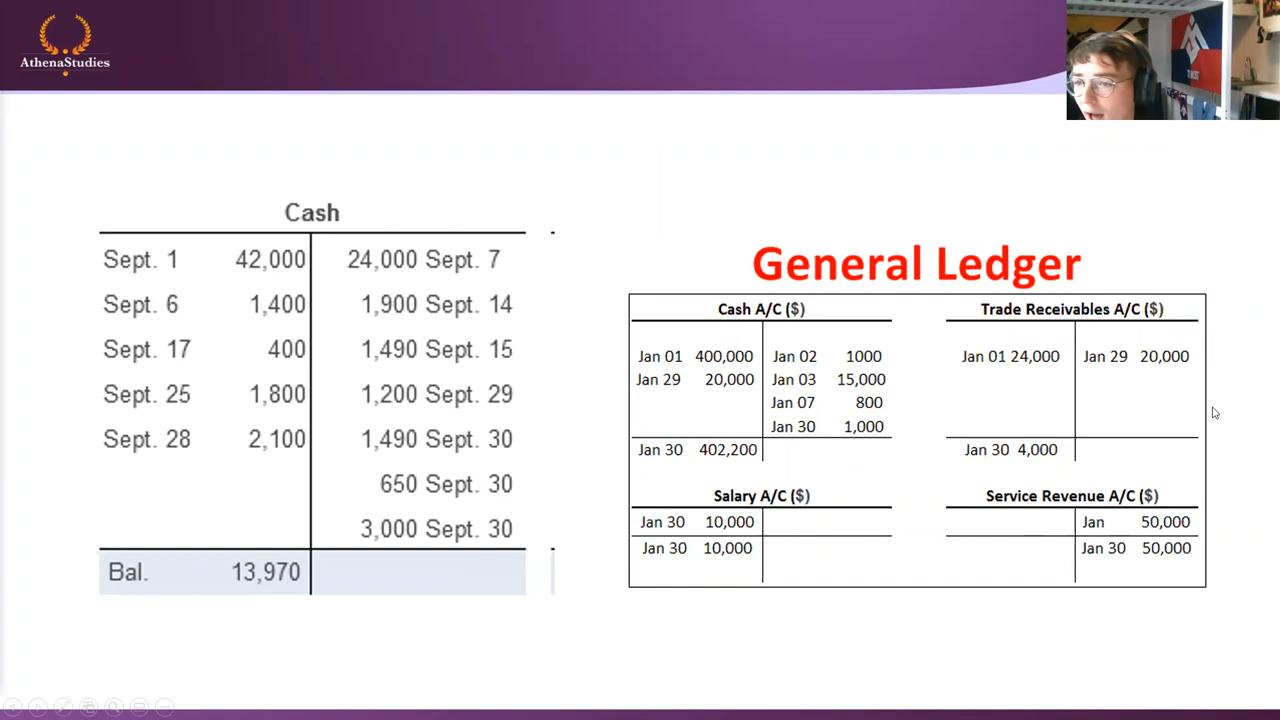 AthenaStudies
Cash
Sept. 1 42,000 24,000 Sept. 7
Sept. 6 1,400 1,900 Sept. 14
Sept. 17 400 1,490 Sept. 15
Sept. 25 1,800 1,200 Sept. 29
Sept. 28 2,100 1,490 Sept. 30
650 Sept. 30
3,000 Sept. 30
Bal. 13,970
General Ledger
Cash A/C ($) Trade Receivables A/C ($)
Jan 01 400,000 Jan 02 1000 Jan 01 24,000 Jan 29 20,000
Jan 29 20,000 Jan 03 15,000
Jan 07 800
Jan 30 1,000
Jan 30 402,200 Jan 30 4,000
Salary A/C ($) Service Revenue A/C ($)
Jan 30 10,000 Jan 50,000
Jan 30 10,000 Jan 30 50,000